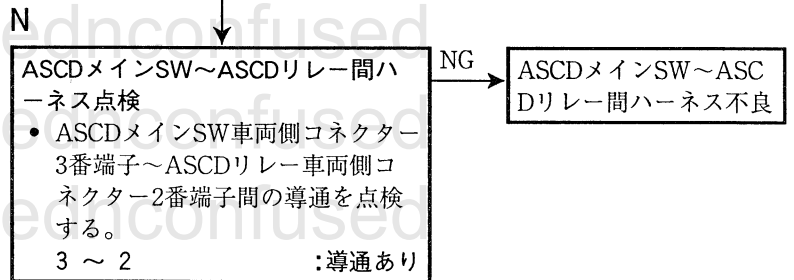 N
ASCDメインSW～ASCDリレー間ハ
ーネス点検
• ASCDメインSW車両側コネクター
3番端子～ASCDリレー車両側コ
ネクター2番端子間の導通を点検
する。
3 ～ 2 :導通あり
NG
ASCDメインSW～ASC
Dリレー間ハーネス不良
ednconfused
ednconfused
ednconfused